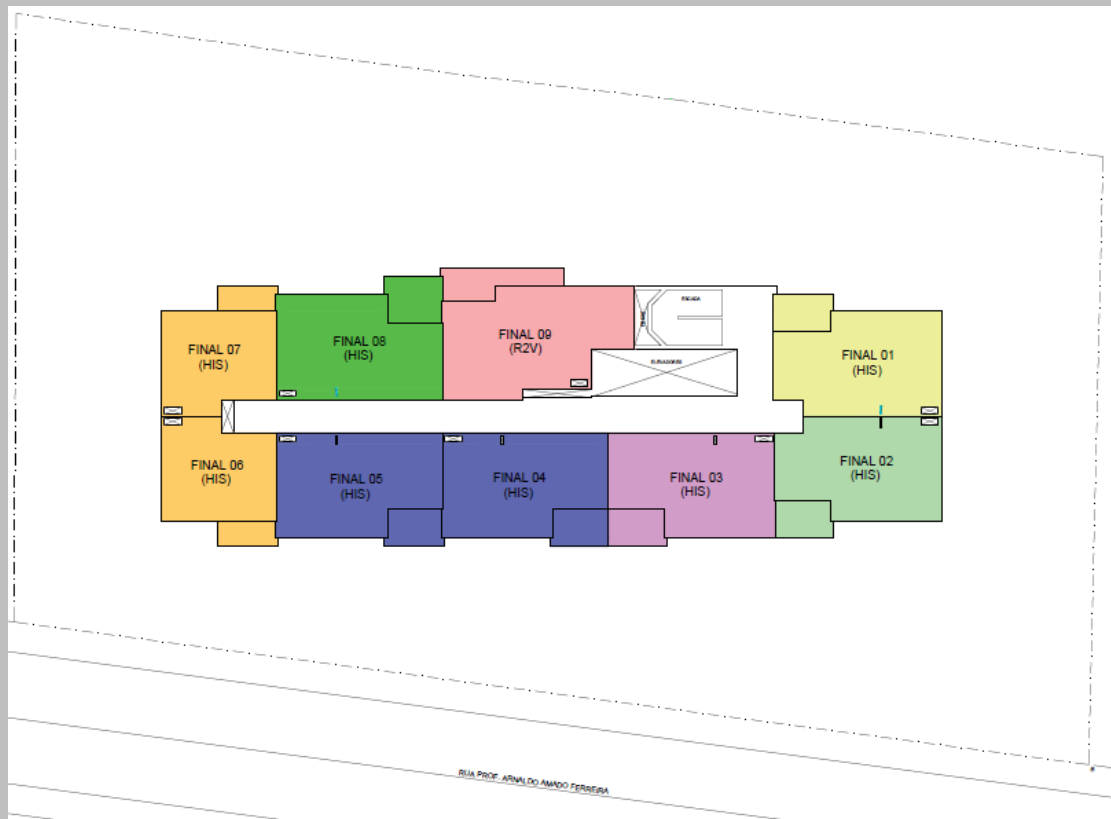 ESCADA
FINAL 09
(R2V)
FINAL 08
(HIS)
FINAL 07
(HIS)
FINAL 01
(HIS)
ELEVADORES
FINAL 06
(HIS)
FINAL 05
(HIS)
FINAL 04
(HIS)
FINAL 03
(HIS)
FINAL 02
(HIS)
RUA PROF. ARNALDO AMADO FERREIRA